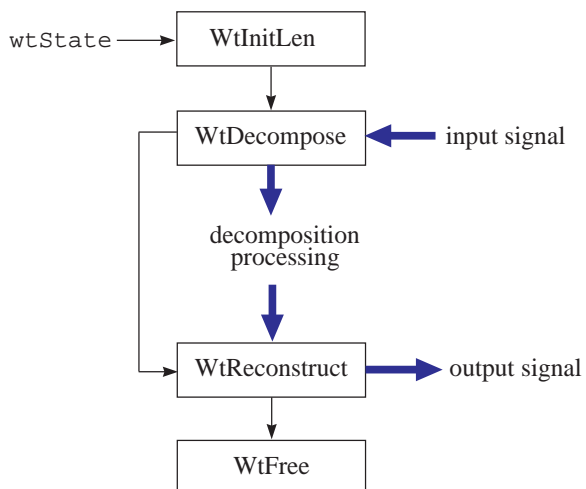 wtState
WtInitLen
WtDecompose
input signal
decomposition
processing
WtReconstruct
output signal
WtFree